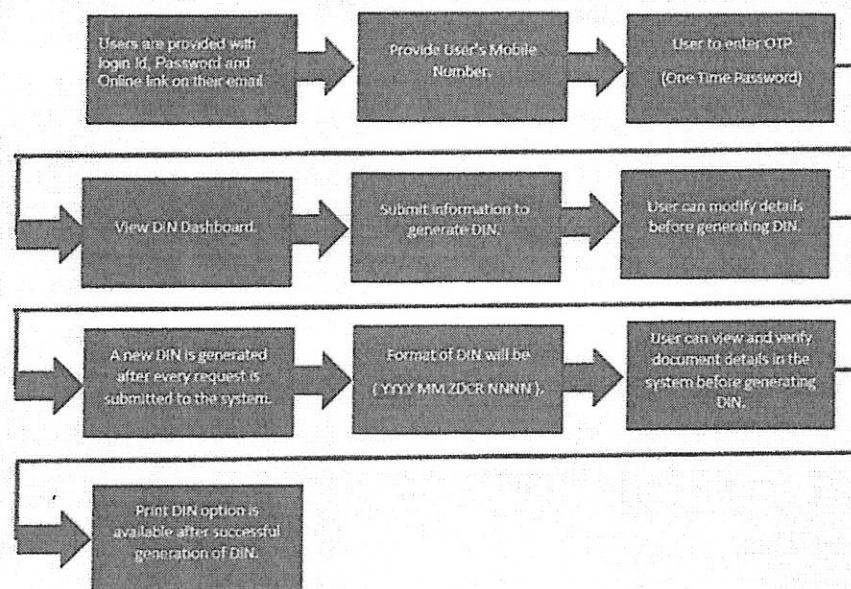 Users are provided with
login Id, Password and
Online link on their email
Provide User's Mobile
Number.
User to enter OTP
(One Time Password)
View DIN Dashboard.
Submit information to
generate DIN.
User can modify details
before generating DIN.
A new DIN is generated
after every request is
submitted to the system.
Format of DIN will be
( YYYY MM ZDCR NNNN ).
User can view and verify
document details in the
system before generating
DIN.
Print DIN option is
available after successful
generation of DIN.